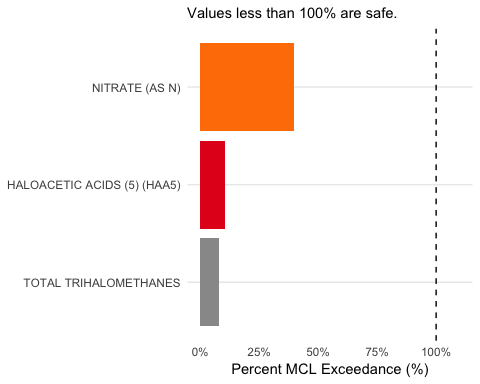 Values less than 100% are safe.
NITRATE (AS N)
HALOACETIC ACIDS (5) (HAA5)
TOTAL TRIHALOMETHANES
0% 25% 50% 75% 100%
Percent MCL Exceedance (%)